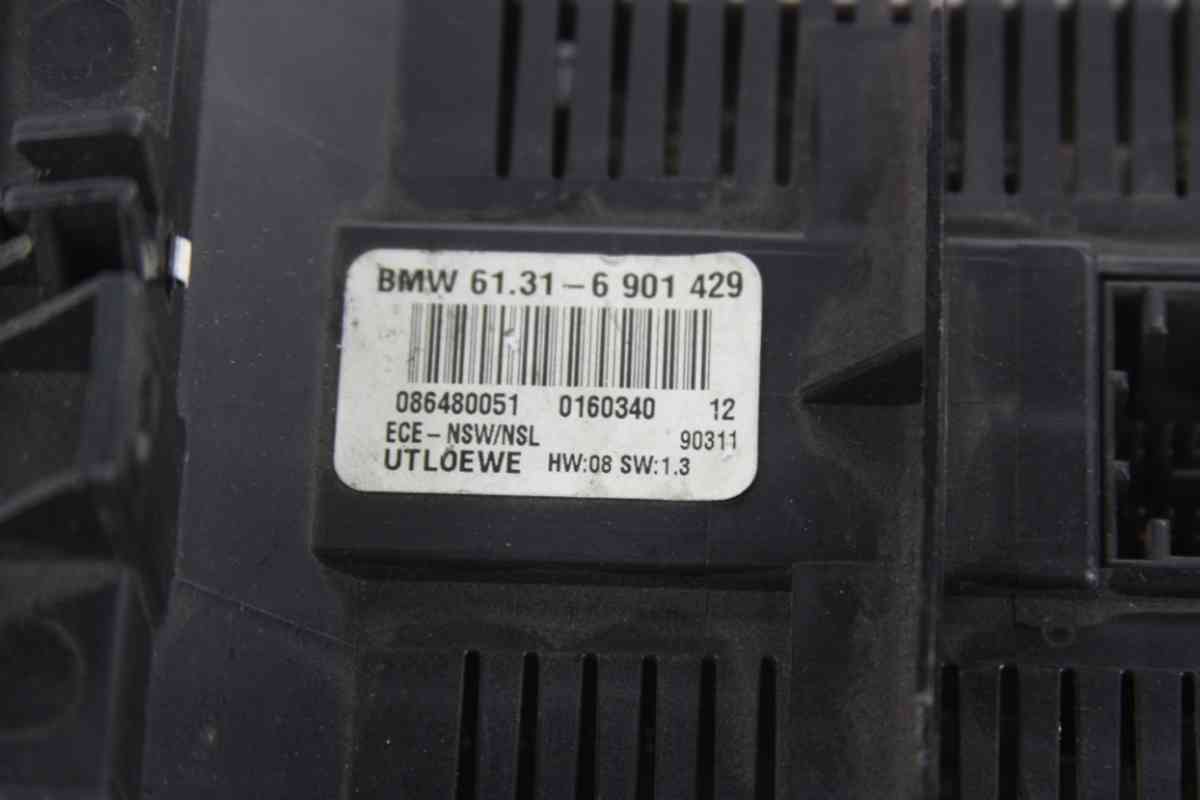 BMW 61.31-6 901 429
086480051 0160340 12
ECE-NSW/NSL 90311
UTLOEWE HW:08 SW:1.3